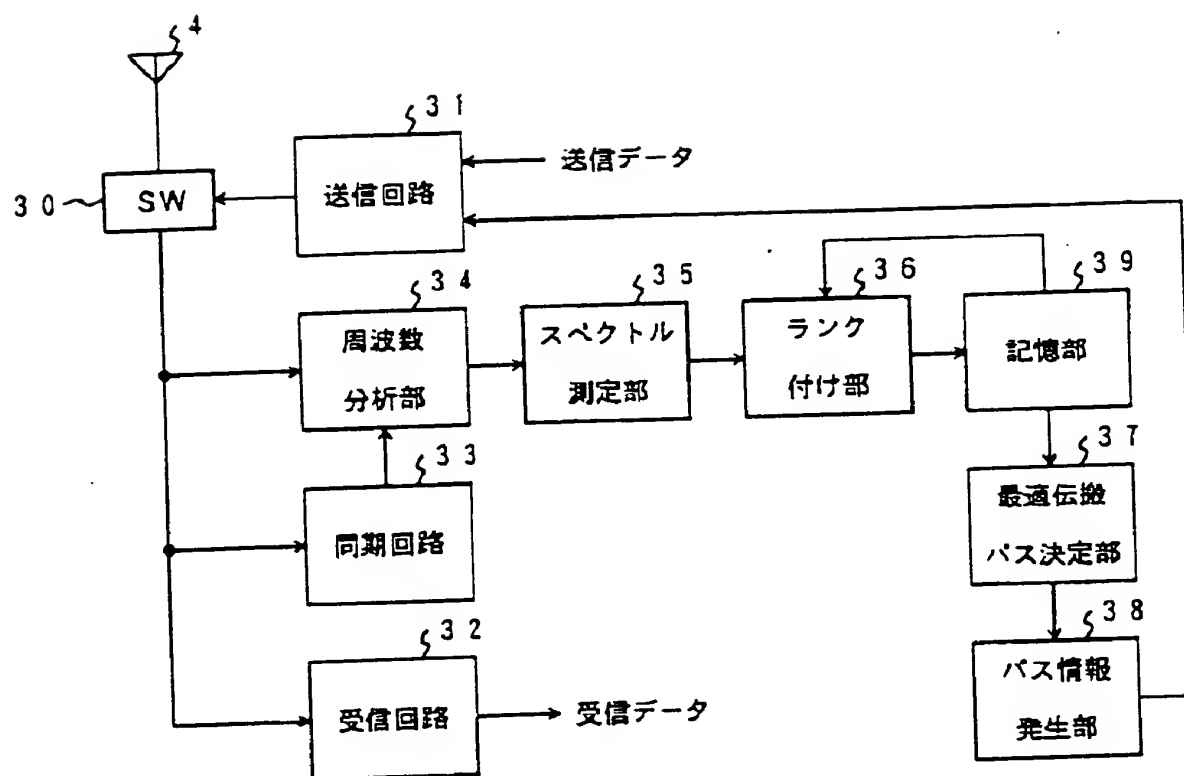 4
31
送信データ
30
SW
送信回路
34
35
36
39
周波数
分析部
スペクトル
測定部
ランク
付け部
記憶部
33
37
同期回路
最適伝搬
パス決定部
32
38
受信回路
受信データ
パス情報
発生部